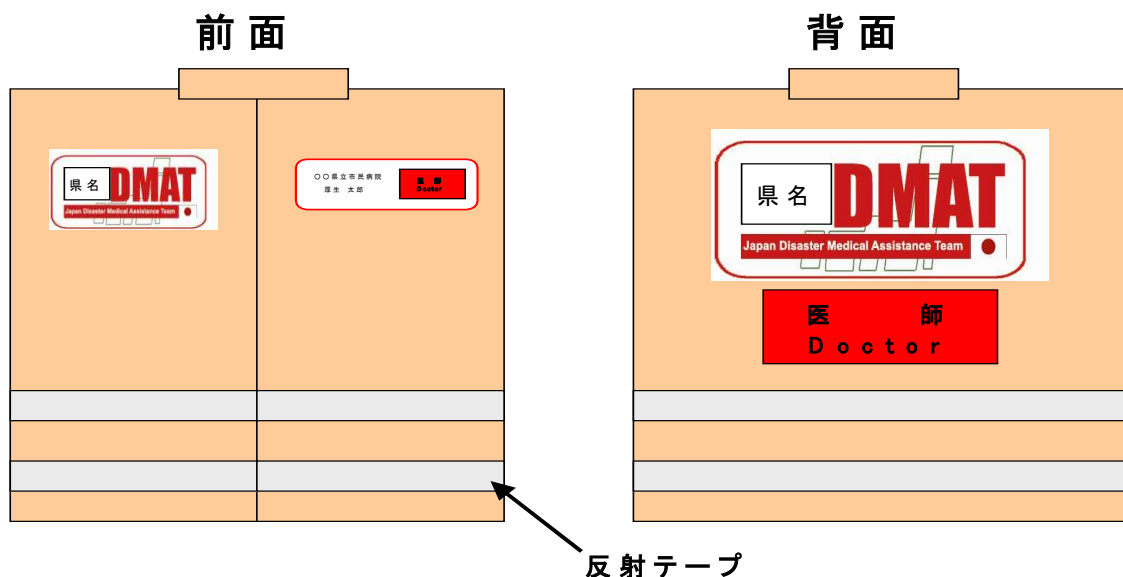 前面
背面
県名
DMAT
Japan Disaster Medical Assistance Team
〇〇県立市民病院
厚生 太郎
医師
Doctor
県名
DMAT
Japan Disaster Medical Assistance Team
医師
Doctor
反射テープ